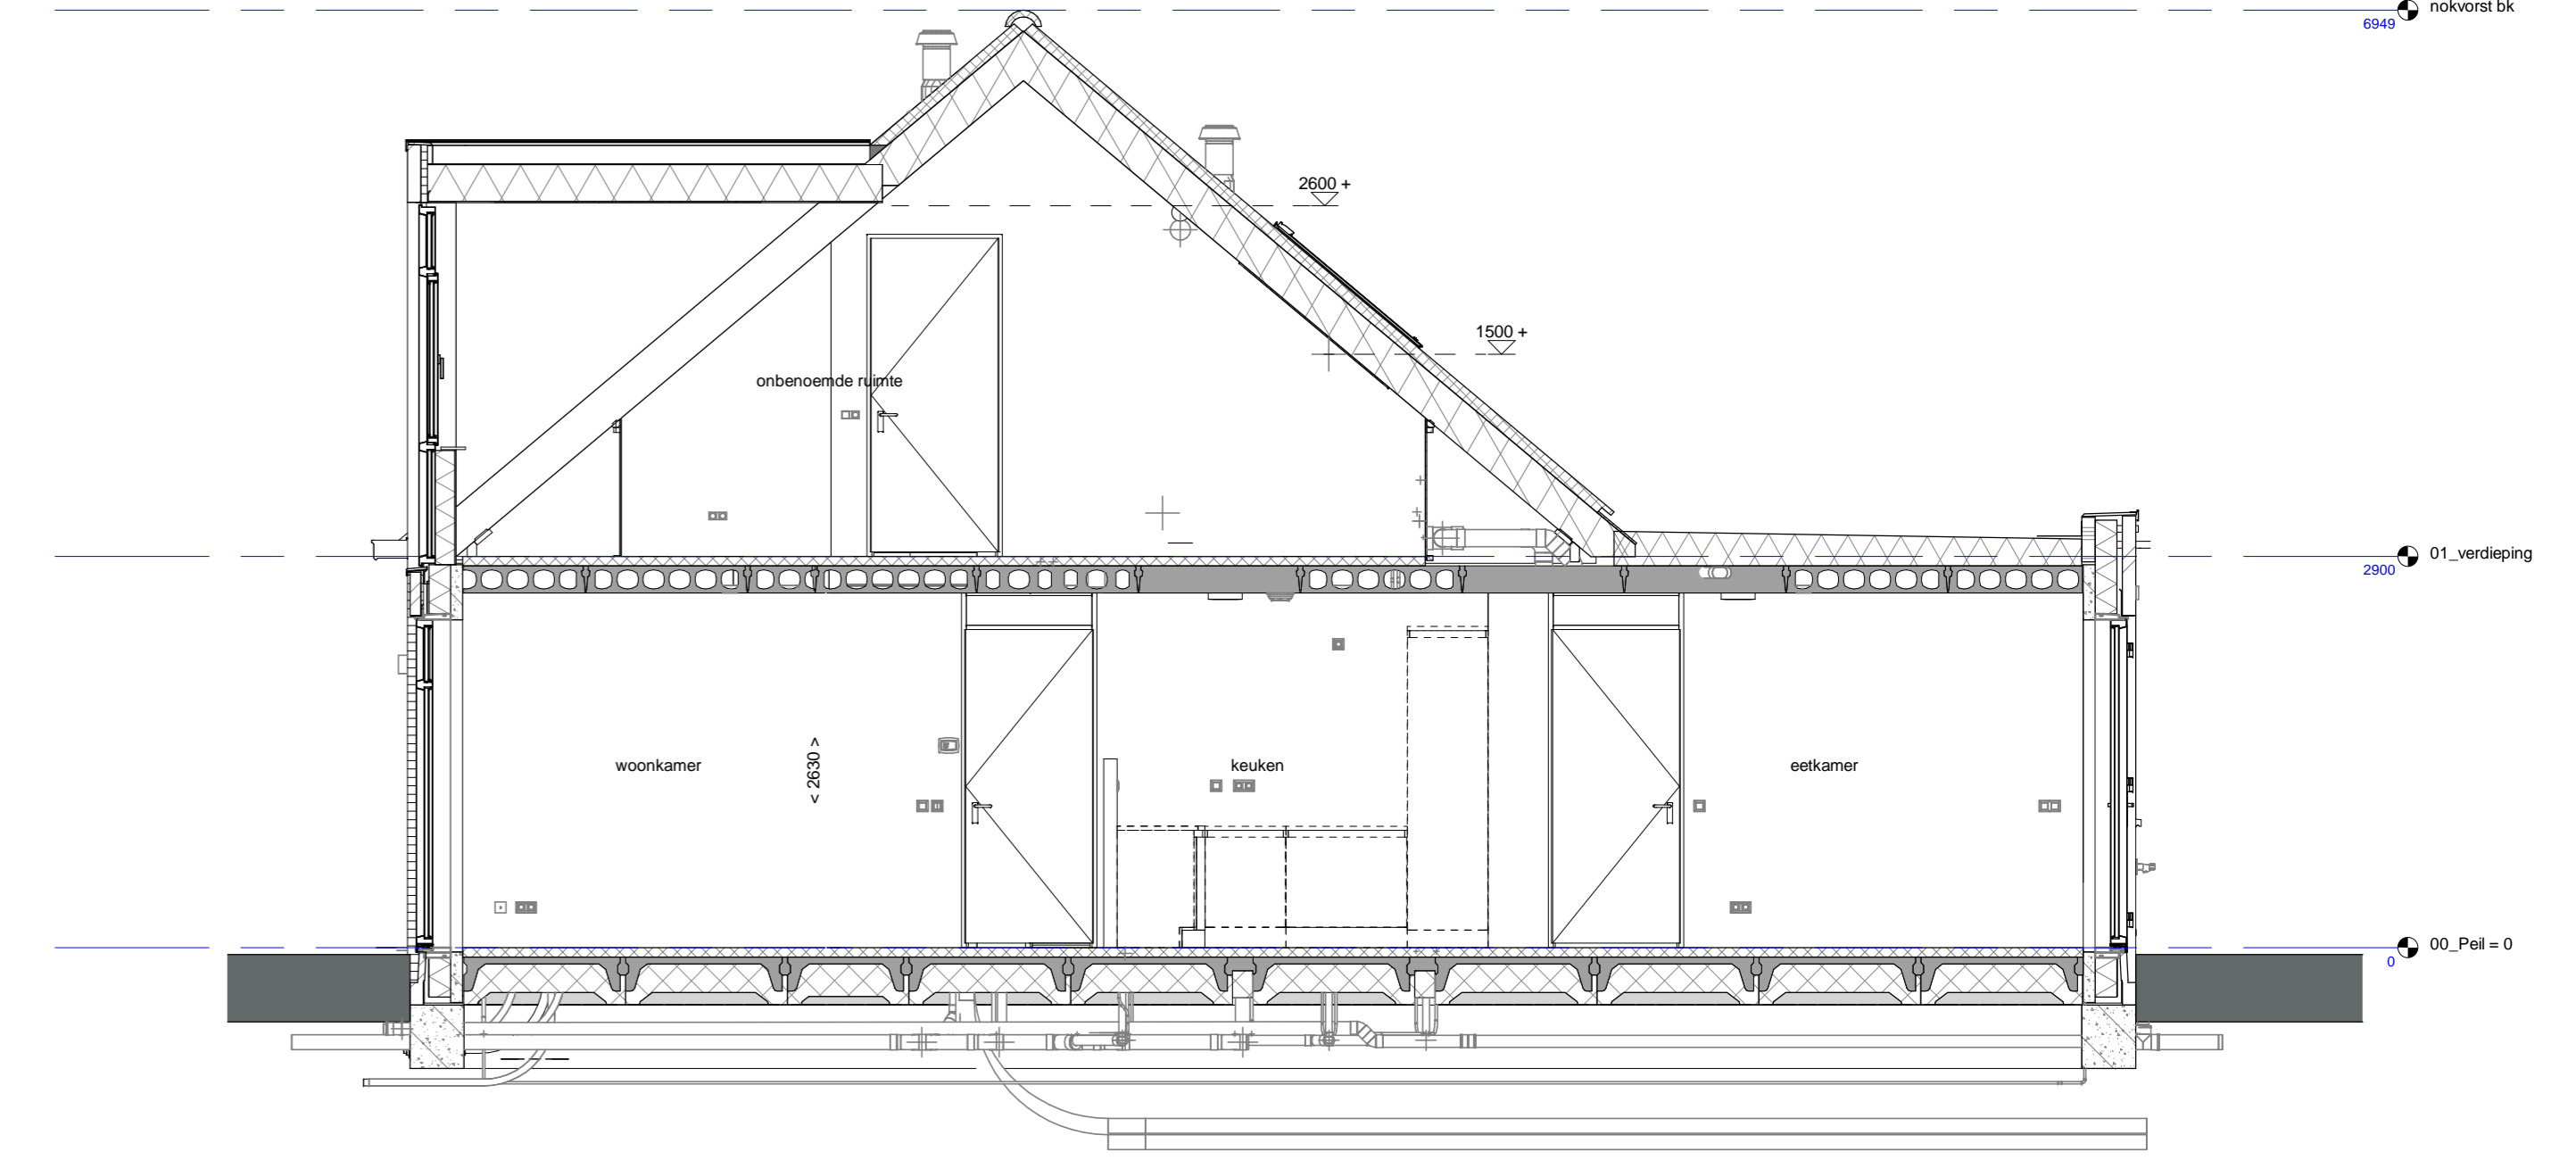 nokvorst bk
6949
2600 +
1500 +
onbenoemde ruimte
01_verdieping
2900
woonkamer
< 2630 >
keuken
eetkamer
00_Peil = 0
0